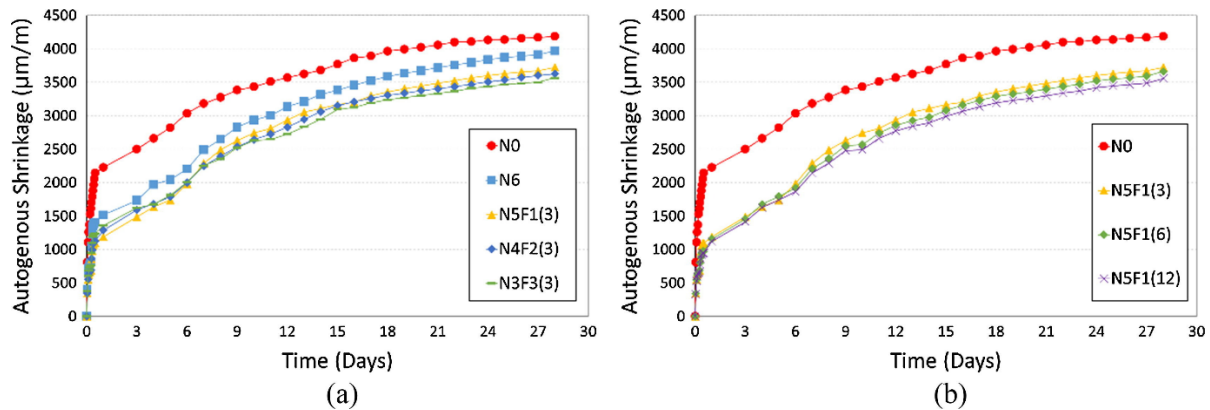 4500
4000
3500
3000
2500
2000
1500
1000
500
0
Autogenous Shrinkage (µm/m)
N0
N6
N5F1(3)
N4F2(3)
N3F3(3)
0 3 6 9 12 15 18 21 24 27 30
Time (Days)
(a)
4500
4000
3500
3000
2500
2000
1500
1000
500
0
Autogenous Shrinkage (µm/m)
N0
N5F1(3)
N5F1(6)
N5F1(12)
0 3 6 9 12 15 18 21 24 27 30
Time (Days)
(b)